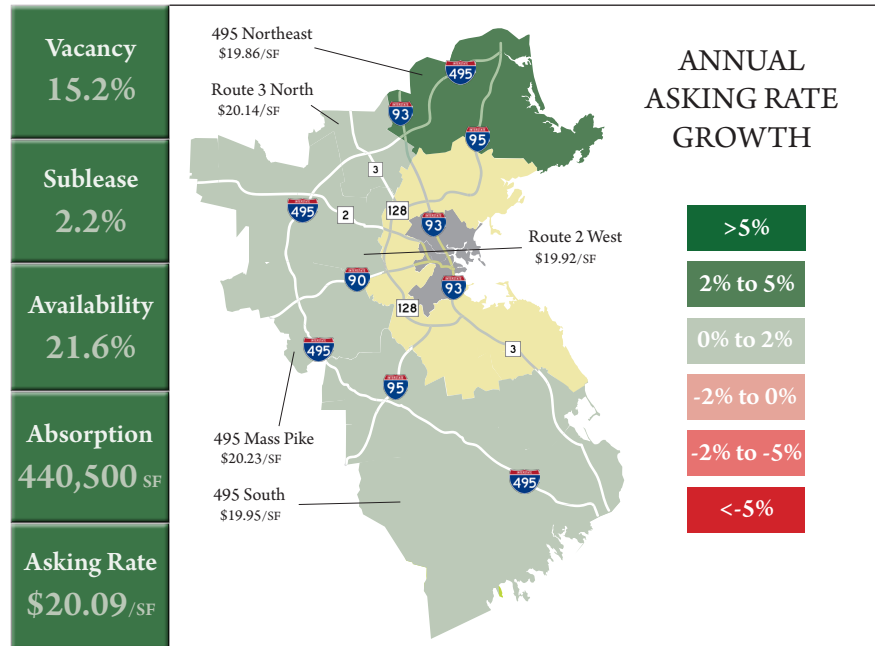 Vacancy
15.2%
Sublease
2.2%
Availability
21.6%
Absorption
440,500 SF
Asking Rate
$20.09/SF
495 Northeast
$19.86/SF
Route 3 North
$20.14/SF
Route 2 West
$19.92/SF
495 Mass Pike
$20.23/SF
495 South
$19.95/SF
495
93
95
3
495
2
128
93
90
93
128
495
3
95
495
ANNUAL
ASKING RATE
GROWTH
>5%
2% to 5%
0% to 2%
-2% to 0%
-2% to -5%
<-5%